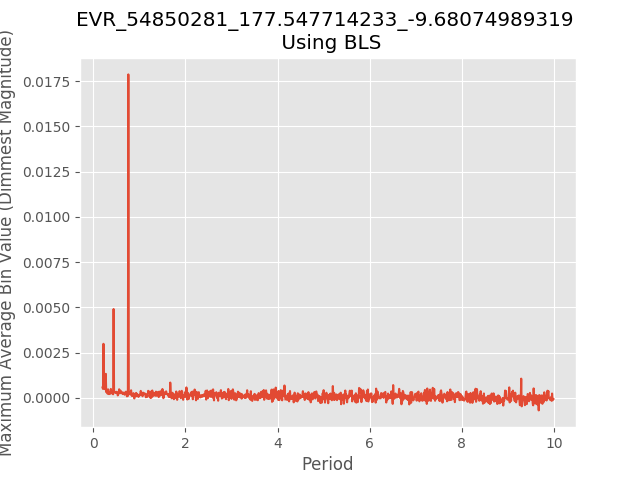 EVR_54850281_177.547714233_-9.68074989319
Using BLS
Maximum Average Bin Value (Dimmest Magnitude)
0.0175
0.0150
0.0125
0.0100
0.0075
0.0050
0.0025
0.0000
0 2 4 6 8 10
Period